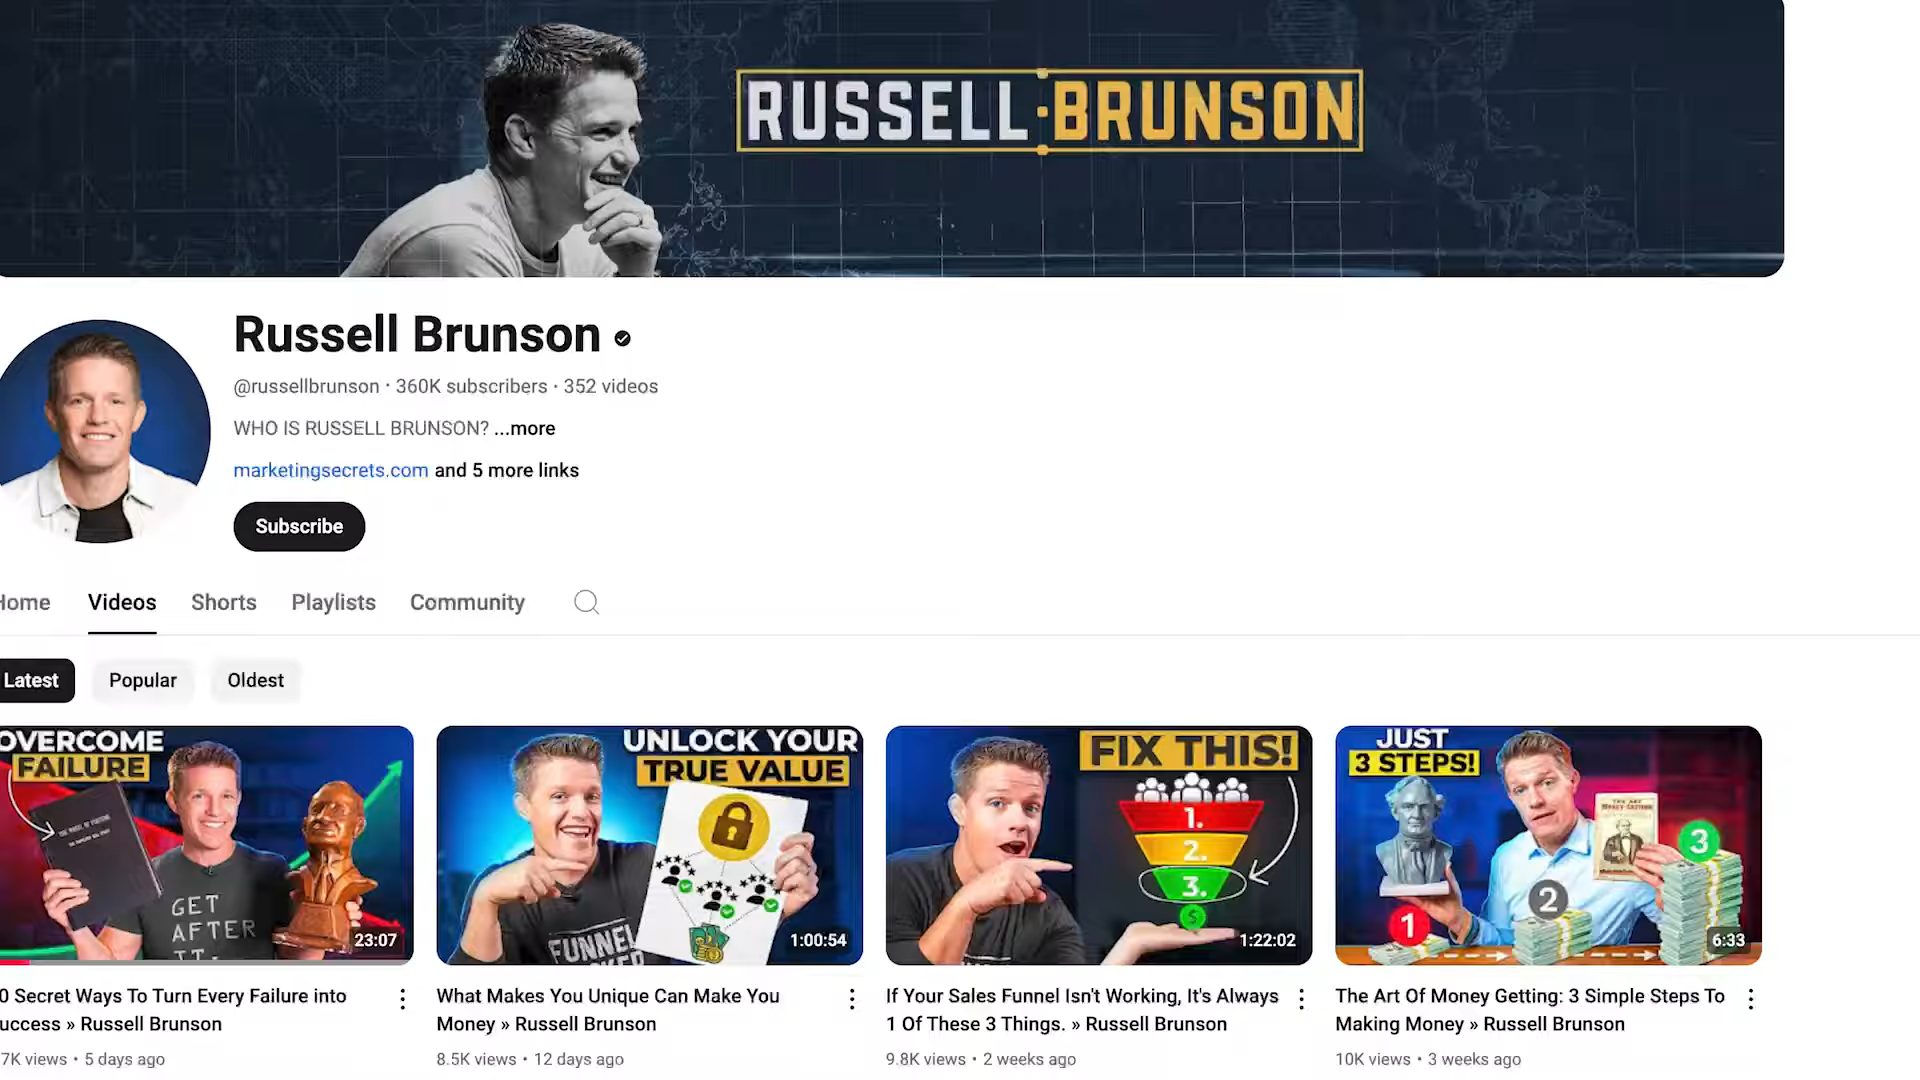 RUSSELL·BRUNSON
Russell Brunson
@russellbrunson · 360K subscribers · 352 videos
WHO IS RUSSELL BRUNSON? ...more
marketingsecrets.com and 5 more links
Subscribe
Home Videos Shorts Playlists Community
Latest Popular Oldest
OVERCOME
FAILURE
GET
AFTER
IT.
23:07
UNLOCK YOUR
TRUE VALUE
FUNNEL
1:00:54
FIX THIS!
1.
2.
3.
$
1:22:02
JUST
3 STEPS!
1
2
3
6:33
0 Secret Ways To Turn Every Failure into
uccess » Russell Brunson
7K views • 5 days ago
What Makes You Unique Can Make You
Money » Russell Brunson
8.5K views • 12 days ago
If Your Sales Funnel Isn't Working, It's Always
1 Of These 3 Things. » Russell Brunson
9.8K views • 2 weeks ago
The Art Of Money Getting: 3 Simple Steps To
Making Money » Russell Brunson
10K views • 3 weeks ago